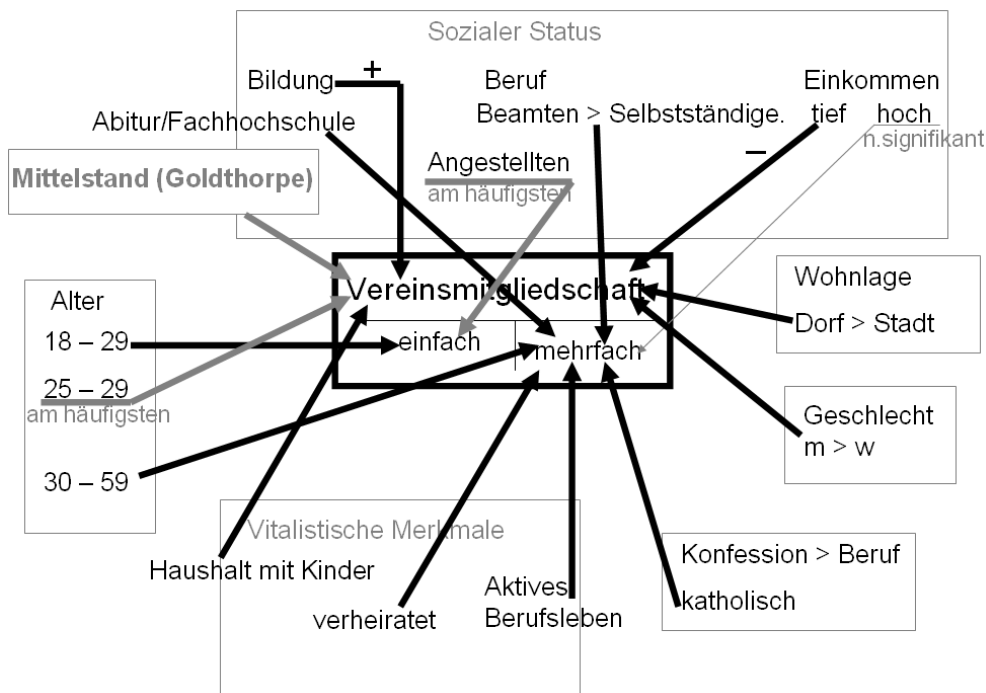 Sozialer Status
Bildung
+
Beruf
Einkommen
Abitur/Fachhochschule
Beamten > Selbstständige.
tief hoch
n.signifikant
–
Mittelstand (Goldthorpe)
Angestellten
am häufigsten
Vereinsmitgliedschaft
einfach
mehrfach
Alter
18 – 29
25 – 29
am häufigsten
30 – 59
Wohnlage
Dorf > Stadt
Geschlecht
m > w
Vitalistische Merkmale
Haushalt mit Kinder
verheiratet
Aktives
Berufsleben
Konfession > Beruf
katholisch